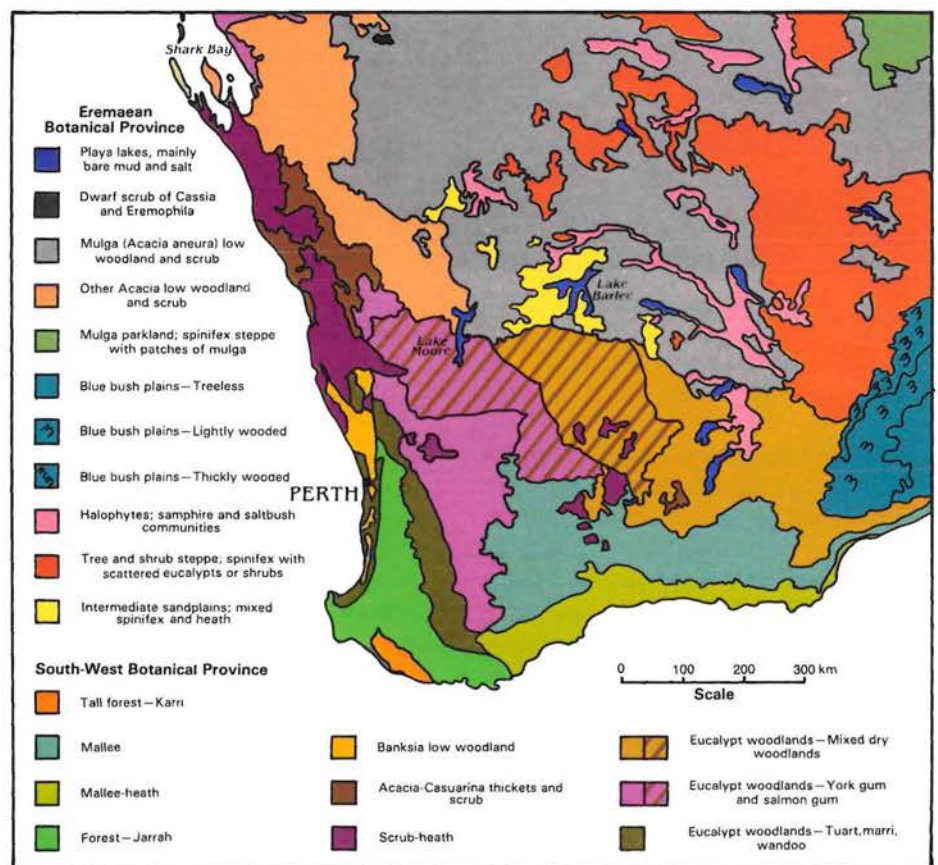 Shark Bay
Eremaean
Botanical Province
Playa lakes, mainly
bare mud and salt
Dwarf scrub of Cassia
and Eremophila
Mulga (Acacia aneura) low
woodland and scrub
Other Acacia low woodland
and scrub
Mulga parkland; spinifex steppe
with patches of mulga
Blue bush plains—Treeless
Blue bush plains—Lightly wooded
Blue bush plains—Thickly wooded
Halophytes; samphire and saltbush
communities
Tree and shrub steppe; spinifex with
scattered eucalypts or shrubs
Intermediate sandplains; mixed
spinifex and heath
Lake
Barlee
Lake
Moore
PERTH
South-West Botanical Province
Tall forest—Karri
Mallee
Mallee-heath
Forest—Jarrah
Banksia low woodland
Acacia-Casuarina thickets and
scrub
Scrub-heath
0 100 200 300 km
Scale
Eucalypt woodlands—Mixed dry
woodlands
Eucalypt woodlands—York gum
and salmon gum
Eucalypt woodlands—Tuart, marri,
wandoo